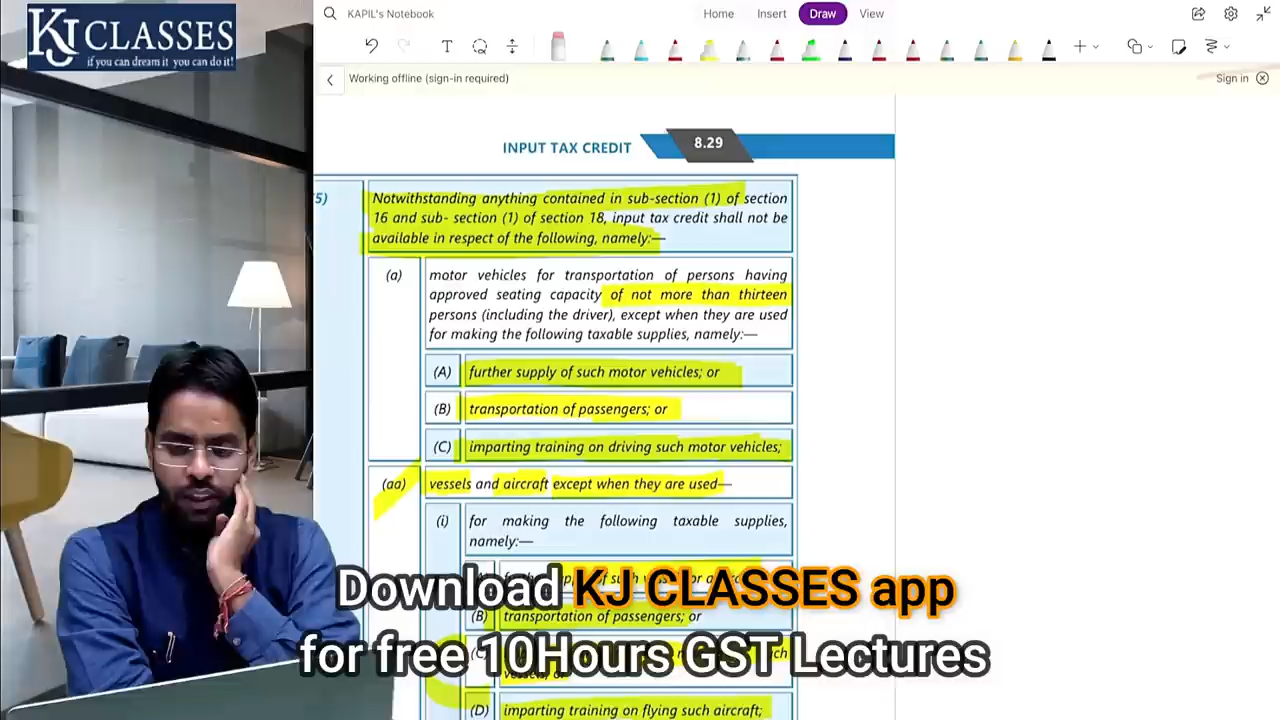 KJ CLASSES
if you can dream it you can do it!
KAPIL's Notebook
Home Insert Draw View
Working offline (sign-in required)
Sign in
INPUT TAX CREDIT 8.29
5) Notwithstanding anything contained in sub-section (1) of section
16 and sub- section (1) of section 18, input tax credit shall not be
available in respect of the following, namely:—
(a) motor vehicles for transportation of persons having
approved seating capacity of not more than thirteen
persons (including the driver), except when they are used
for making the following taxable supplies, namely:—
(A) further supply of such motor vehicles; or
(B) transportation of passengers; or
(C) imparting training on driving such motor vehicles;
(aa) vessels and aircraft except when they are used—
(i) for making the following taxable supplies,
namely:—
Download KJ CLASSES app
(B) transportation of passengers; or
for free 10Hours GST Lectures
vessels; or
(D) imparting training on flying such aircraft;